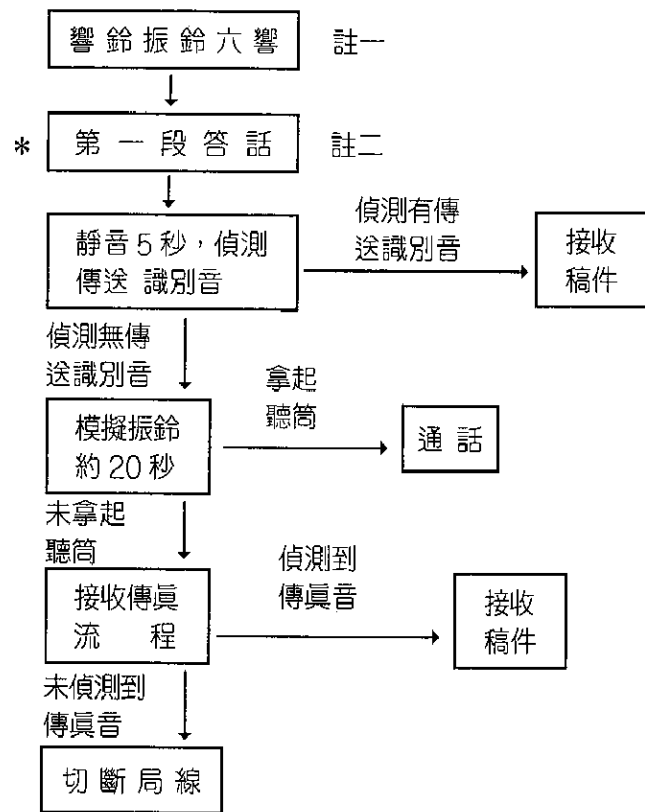 響鈴振鈴六響 註一
* 第一段答話 註二
靜音5秒,偵測
傳送 識別音
偵測有傳
送識別音
接收
稿件
偵測無傳
送識別音
模擬振鈴
約20秒
拿起
聽筒
通話
未拿起
聽筒
接收傳眞
流程
偵測到
傳眞音
接收
稿件
未偵測到
傳眞音
切斷局線